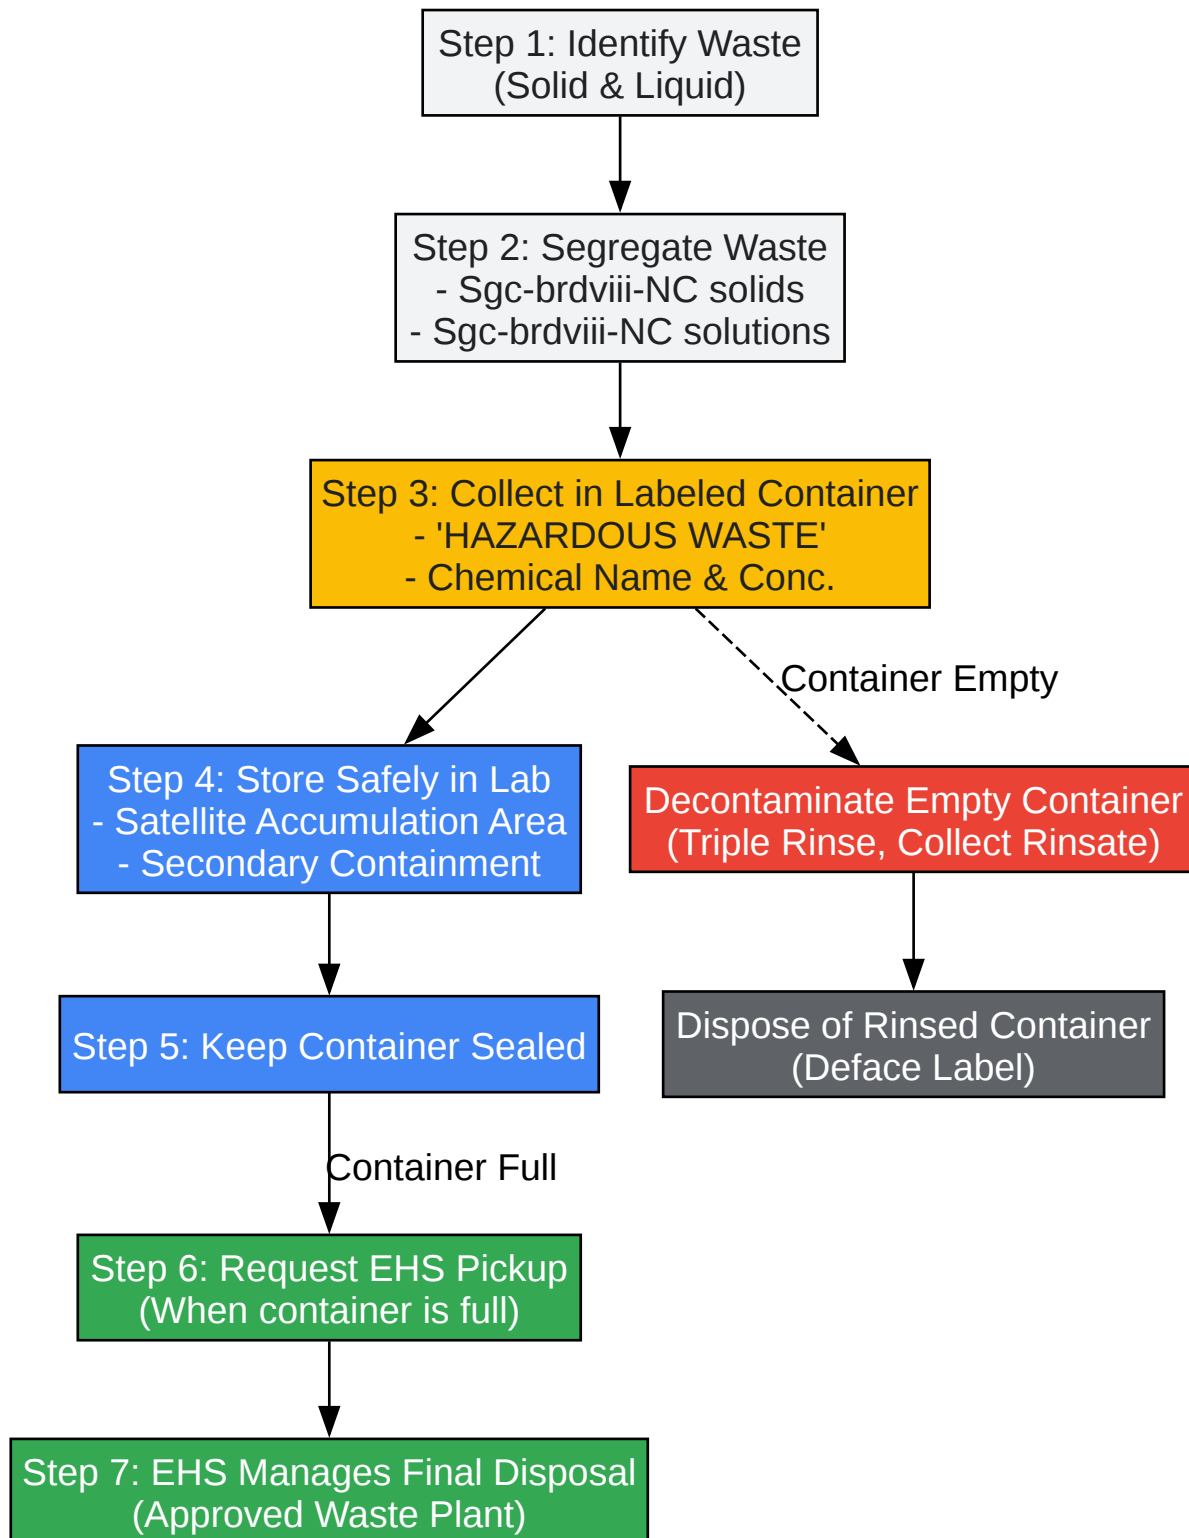 Step 1: Identify Waste
(Solid & Liquid)
Step 2: Segregate Waste
- Sgc-brdviii-NC solids
- Sgc-brdviii-NC solutions
Step 3: Collect in Labeled Container
- 'HAZARDOUS WASTE'
- Chemical Name & Conc.
Container Empty
Step 4: Store Safely in Lab
- Satellite Accumulation Area
- Secondary Containment
Decontaminate Empty Container
(Triple Rinse, Collect Rinsate)
Step 5: Keep Container Sealed
Dispose of Rinsed Container
(Deface Label)
Container Full
Step 6: Request EHS Pickup
(When container is full)
Step 7: EHS Manages Final Disposal
(Approved Waste Plant)